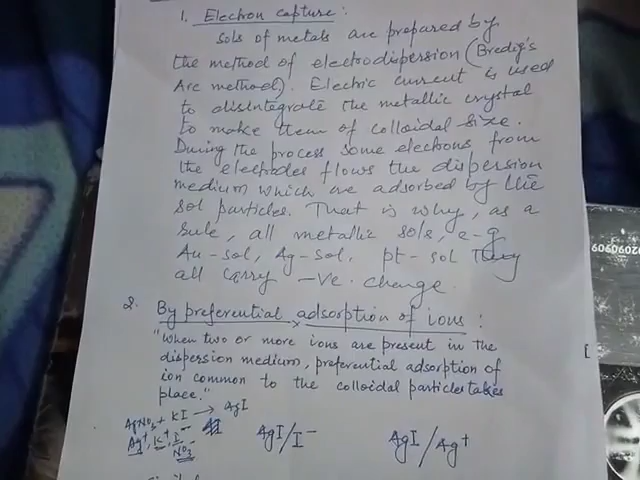 1. Electron capture :
Sols of metals are prepared by
the method of electrodispersion (Bredig's
Arc method). Electric current is used
to disintegrate the metallic crystal
to make them of colloidal size.
During the process some electrons from
the electrodes flows the dispersion
medium which are adsorbed by the
sol particles. That is why, as a
rule, all metallic sols, e-g
Au-sol, Ag-sol, pt-sol They
all carry -Ve. charge.
2. By preferential adsorption of ions :
"When two or more ions are present in the
dispersion medium, preferential adsorption of
ion common to the colloidal particle takes
place."
AgNO3 + KI → AgI
Ag+, K+, I-
NO3
AgI/I- AgI/Ag+
6060602